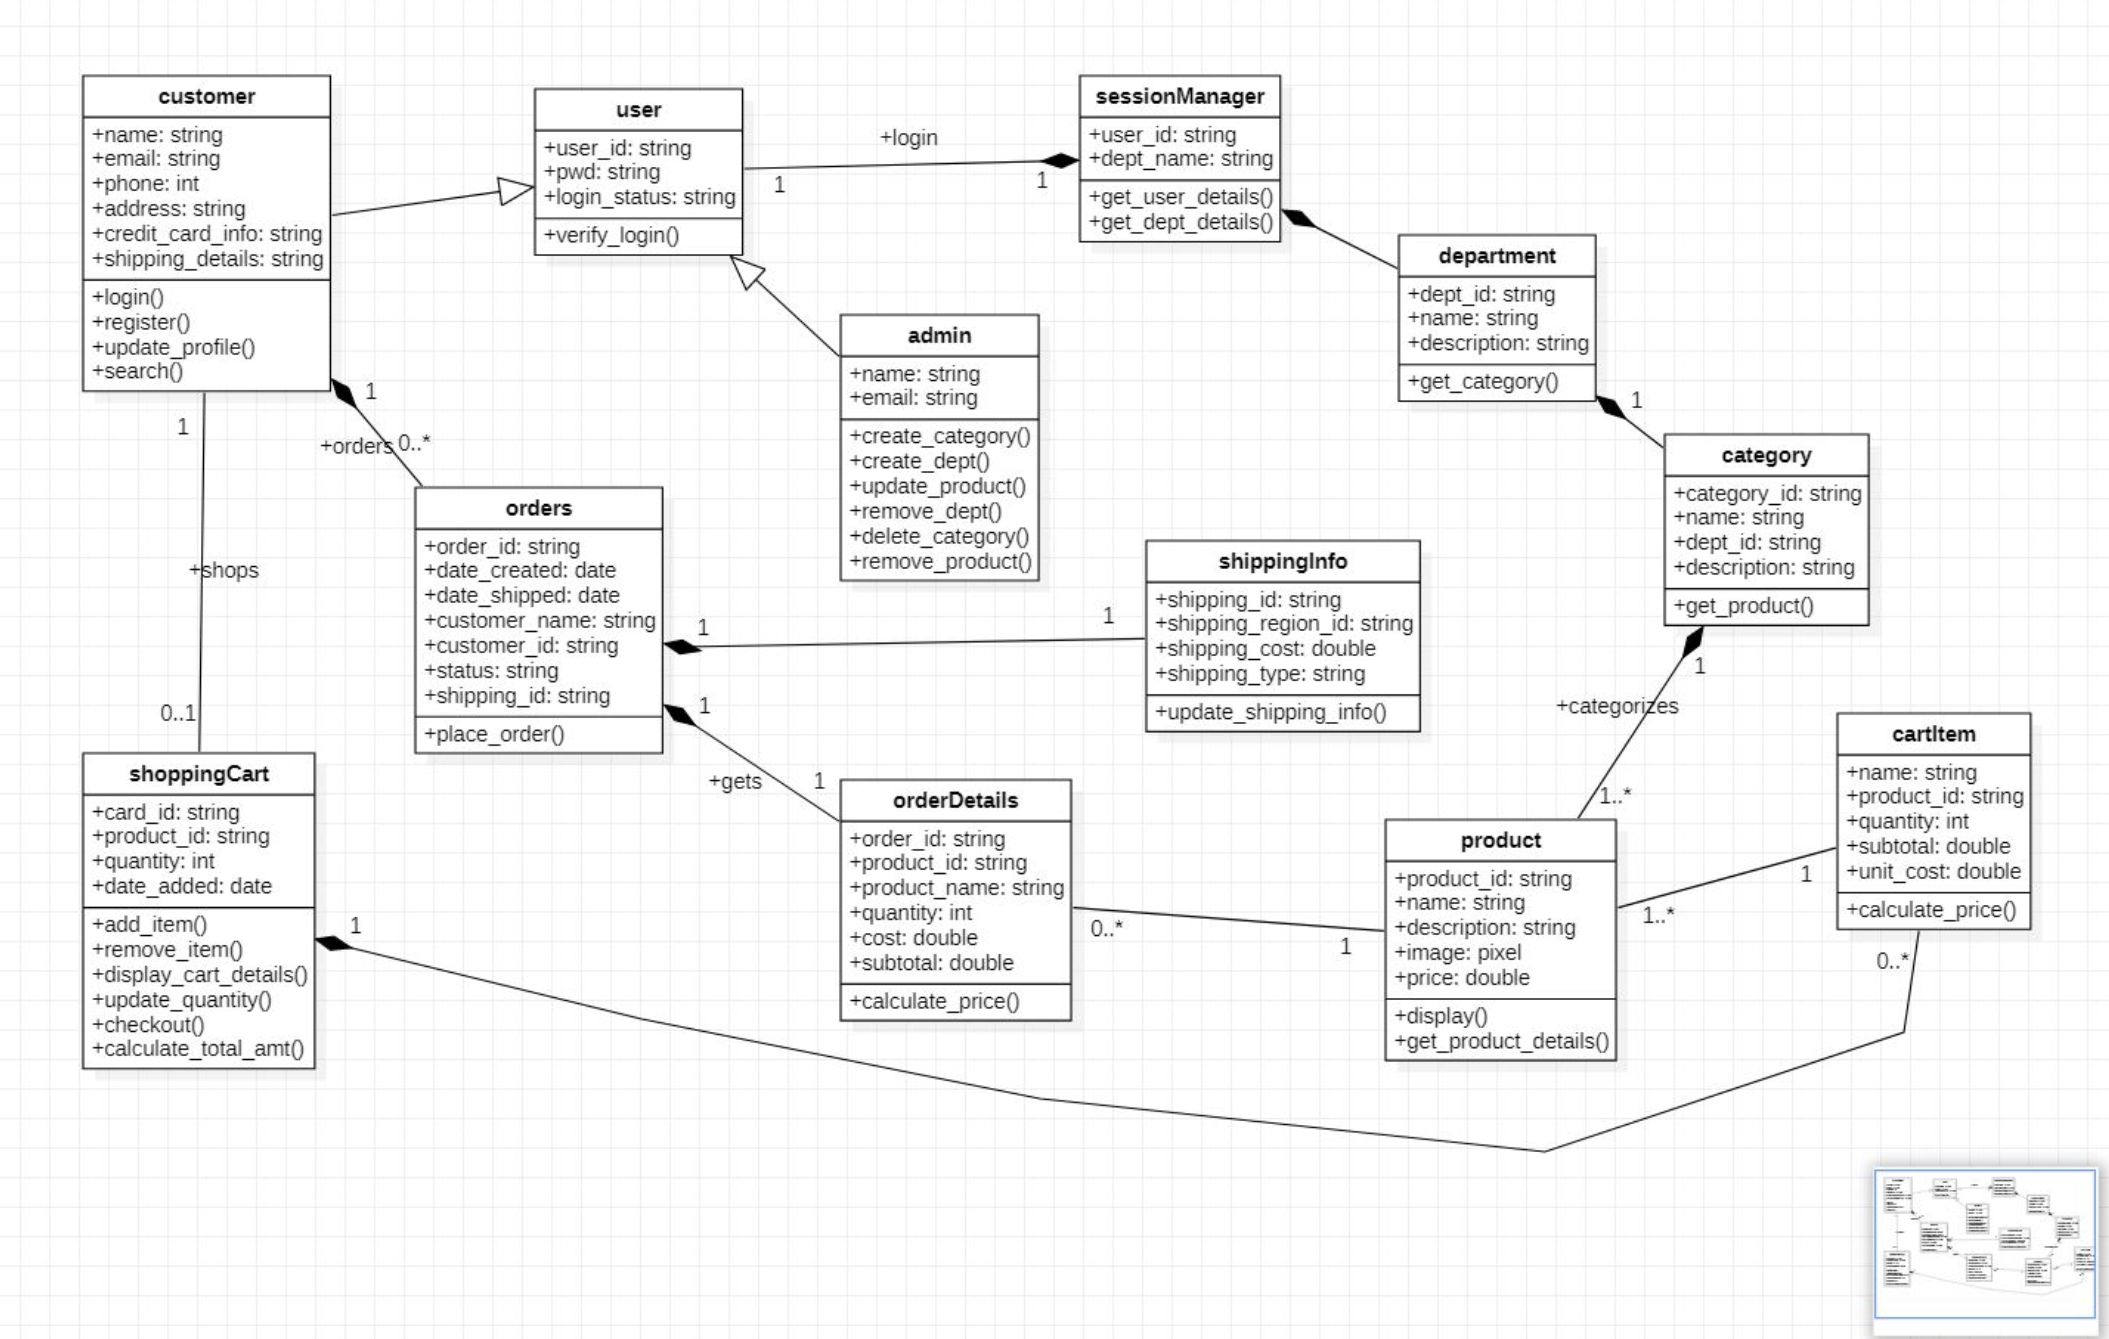 customer
+name: string
+email: string
+phone: int
+address: string
+credit_card_info: string
+shipping_details: string
+login()
+register()
+update_profile()
+search()
user
+user_id: string
+pwd: string
+login_status: string
+verify_login()
+login
1
1
sessionManager
+user_id: string
+dept_name: string
+get_user_details()
+get_dept_details()
department
+dept_id: string
+name: string
+description: string
+get_category()
1
admin
+name: string
+email: string
+create_category()
+create_dept()
+update_product()
+remove_dept()
+delete_category()
+remove_product()
1
+orders
0..*
1
+shops
0..1
orders
+order_id: string
+date_created: date
+date_shipped: date
+customer_name: string
+customer_id: string
+status: string
+shipping_id: string
+place_order()
1
1
shippingInfo
+shipping_id: string
+shipping_region_id: string
+shipping_cost: double
+shipping_type: string
+update_shipping_info()
category
+category_id: string
+name: string
+dept_id: string
+description: string
+get_product()
1
+categorizes
1..*
1
+gets
1
shoppingCart
+card_id: string
+product_id: string
+quantity: int
+date_added: date
+add_item()
+remove_item()
+display_cart_details()
+update_quantity()
+checkout()
+calculate_total_amt()
1
orderDetails
+order_id: string
+product_id: string
+product_name: string
+quantity: int
+cost: double
+subtotal: double
+calculate_price()
0..*
1
product
+product_id: string
+name: string
+description: string
+image: pixel
+price: double
+display()
+get_product_details()
1..*
1
cartItem
+name: string
+product_id: string
+quantity: int
+subtotal: double
+unit_cost: double
+calculate_price()
0..*